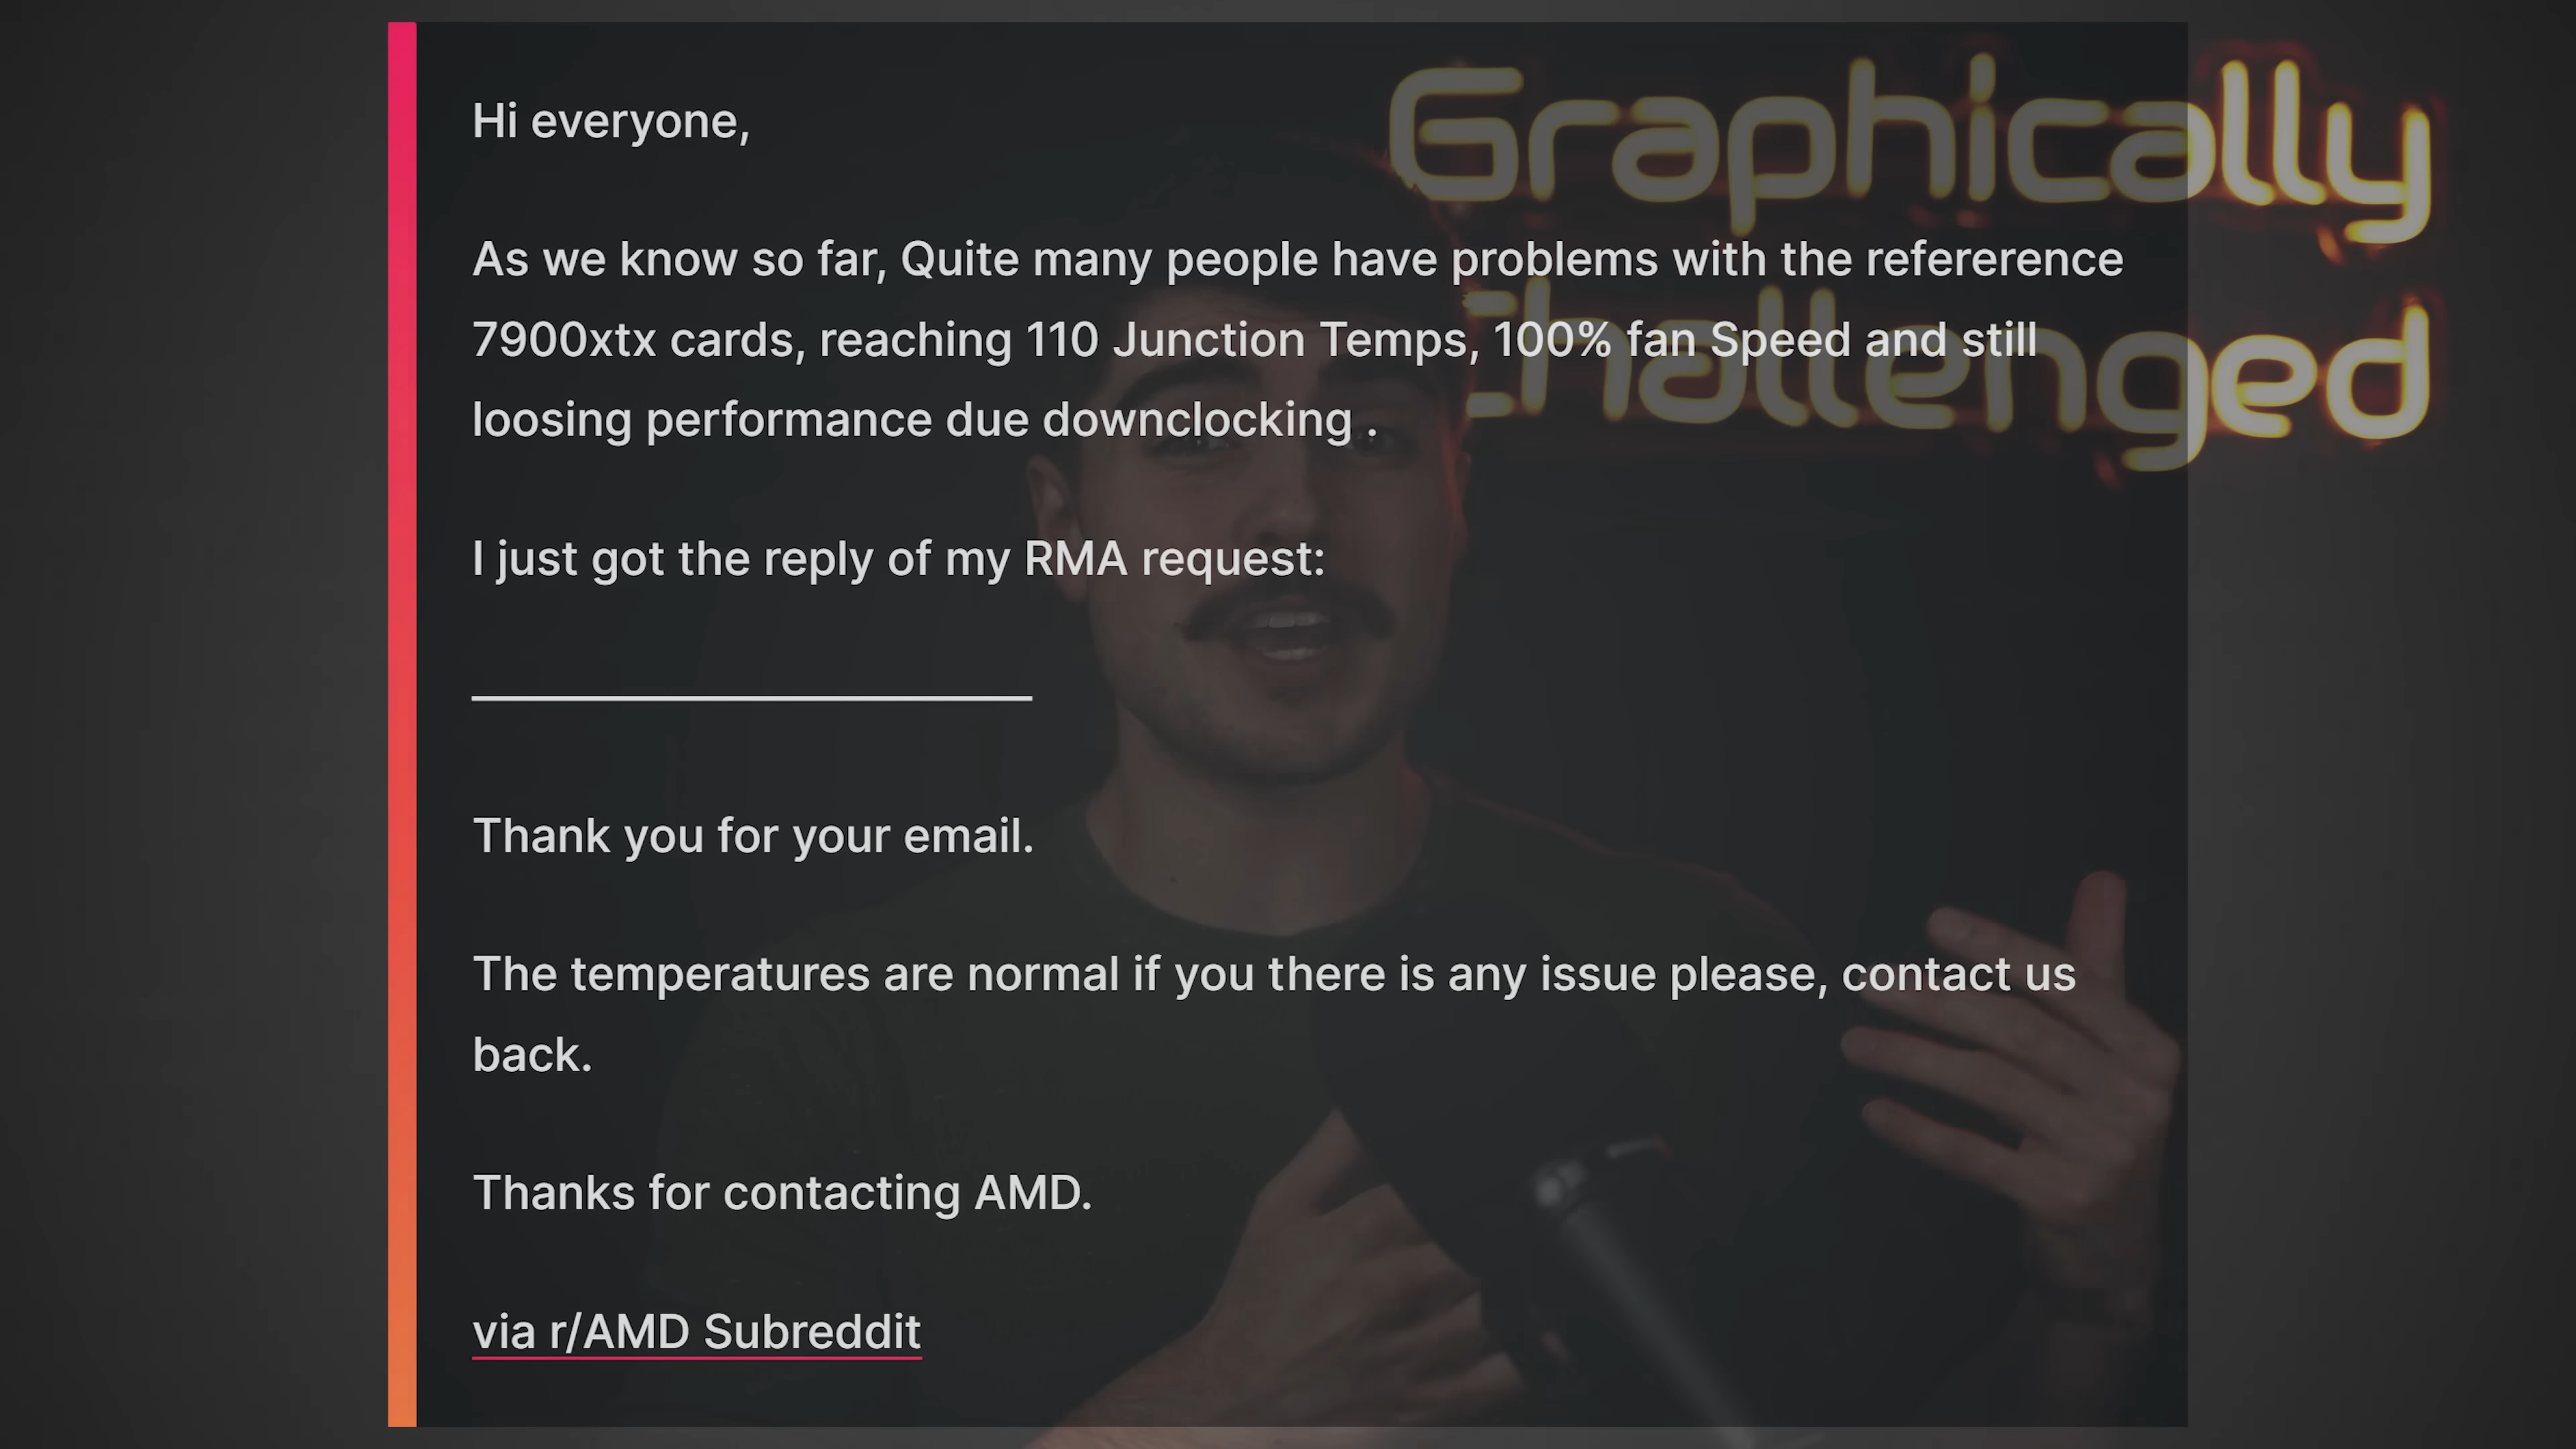 Graphically
Challenged
Hi everyone,
As we know so far, Quite many people have problems with the refererence
7900xtx cards, reaching 110 Junction Temps, 100% fan Speed and still
loosing performance due downclocking .
I just got the reply of my RMA request:
Thank you for your email.
The temperatures are normal if you there is any issue please, contact us
back.
Thanks for contacting AMD.
via r/AMD Subreddit